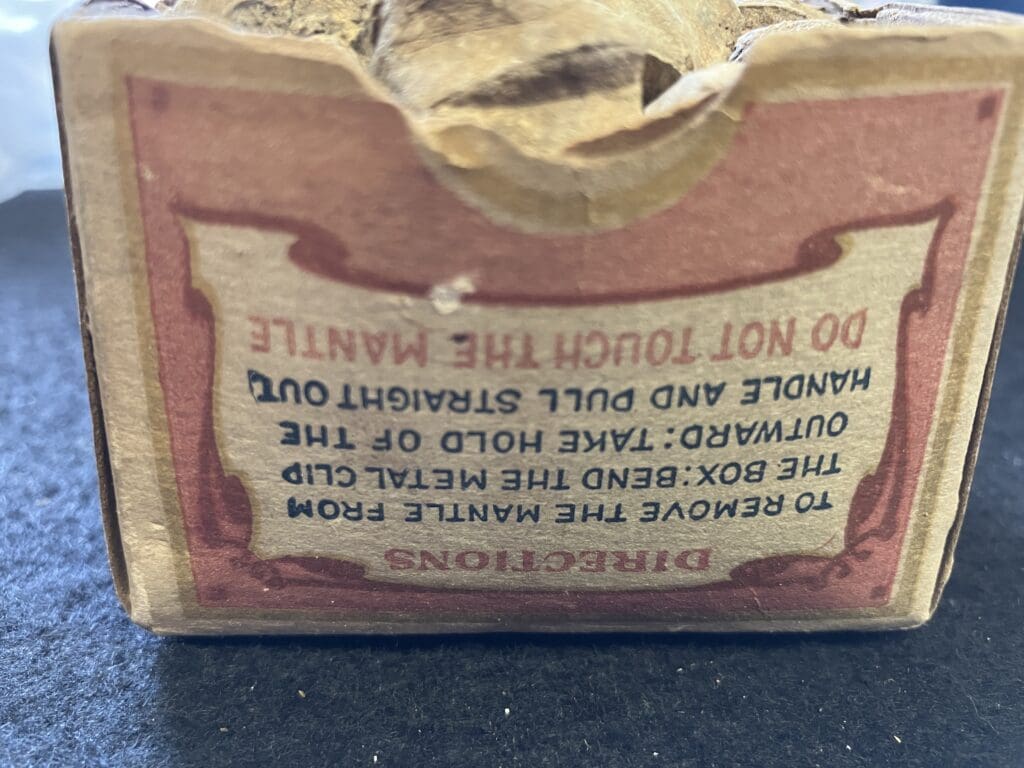 DIRECTIONS
TO REMOVE THE MANTLE FROM
THE BOX: BEND THE METAL CLIP
OUTWARD: TAKE HOLD OF THE
HANDLE AND PULL STRAIGHT OUT.
DO NOT TOUCH THE MANTLE